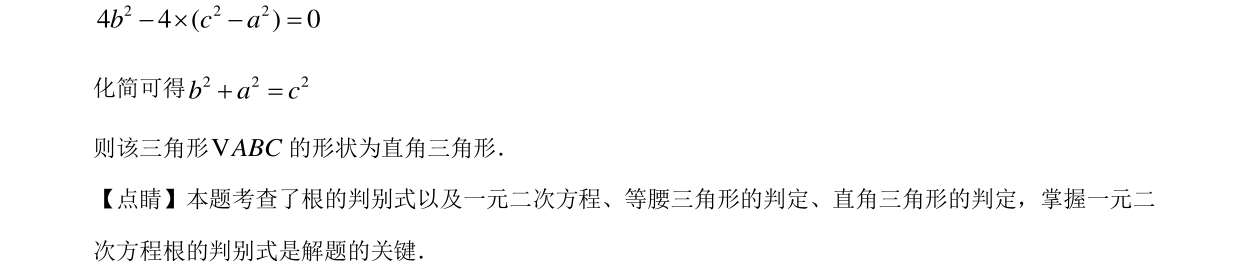 4b² − 4×(c² − a²) = 0
化简可得b² + a² = c²
则该三角形VABC 的形状为直角三角形.
【点睛】本题考查了根的判别式以及一元二次方程、等腰三角形的判定、直角三角形的判定，掌握一元二
次方程根的判别式是解题的关键.